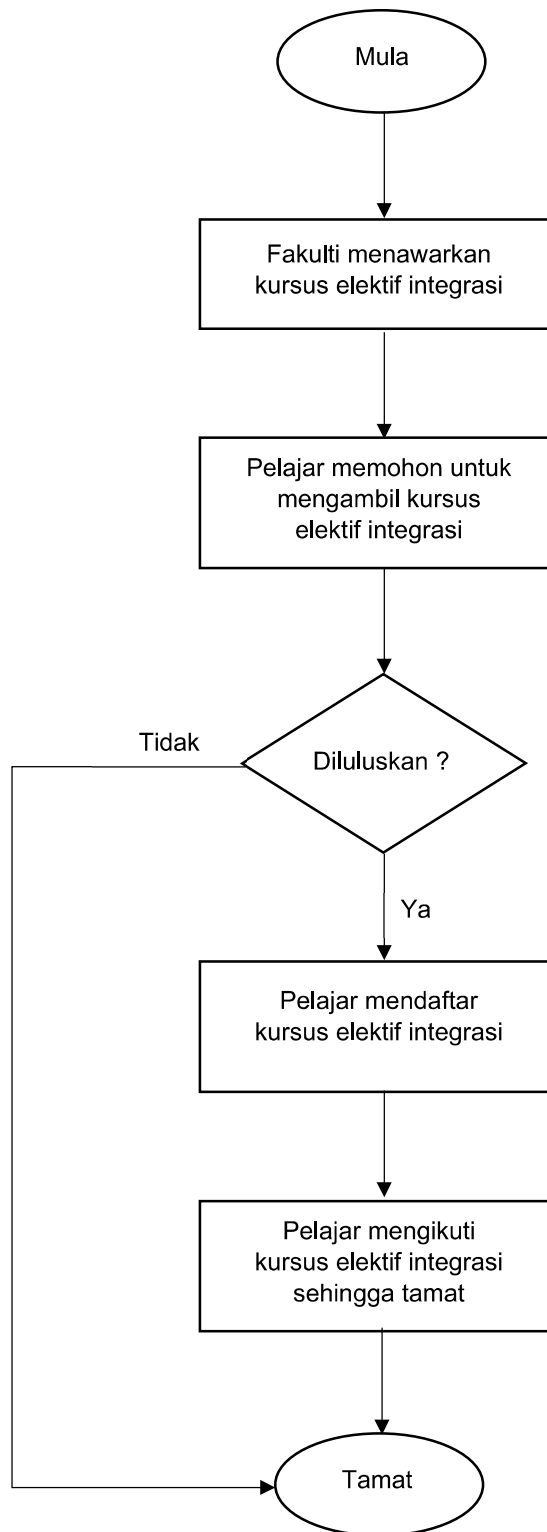 Mula
Fakulti menawarkan
kursus elektif integrasi
Pelajar memohon untuk
mengambil kursus
elektif integrasi
Tidak
Diluluskan ?
Ya
Pelajar mendaftar
kursus elektif integrasi
Pelajar mengikuti
kursus elektif integrasi
sehingga tamat
Tamat